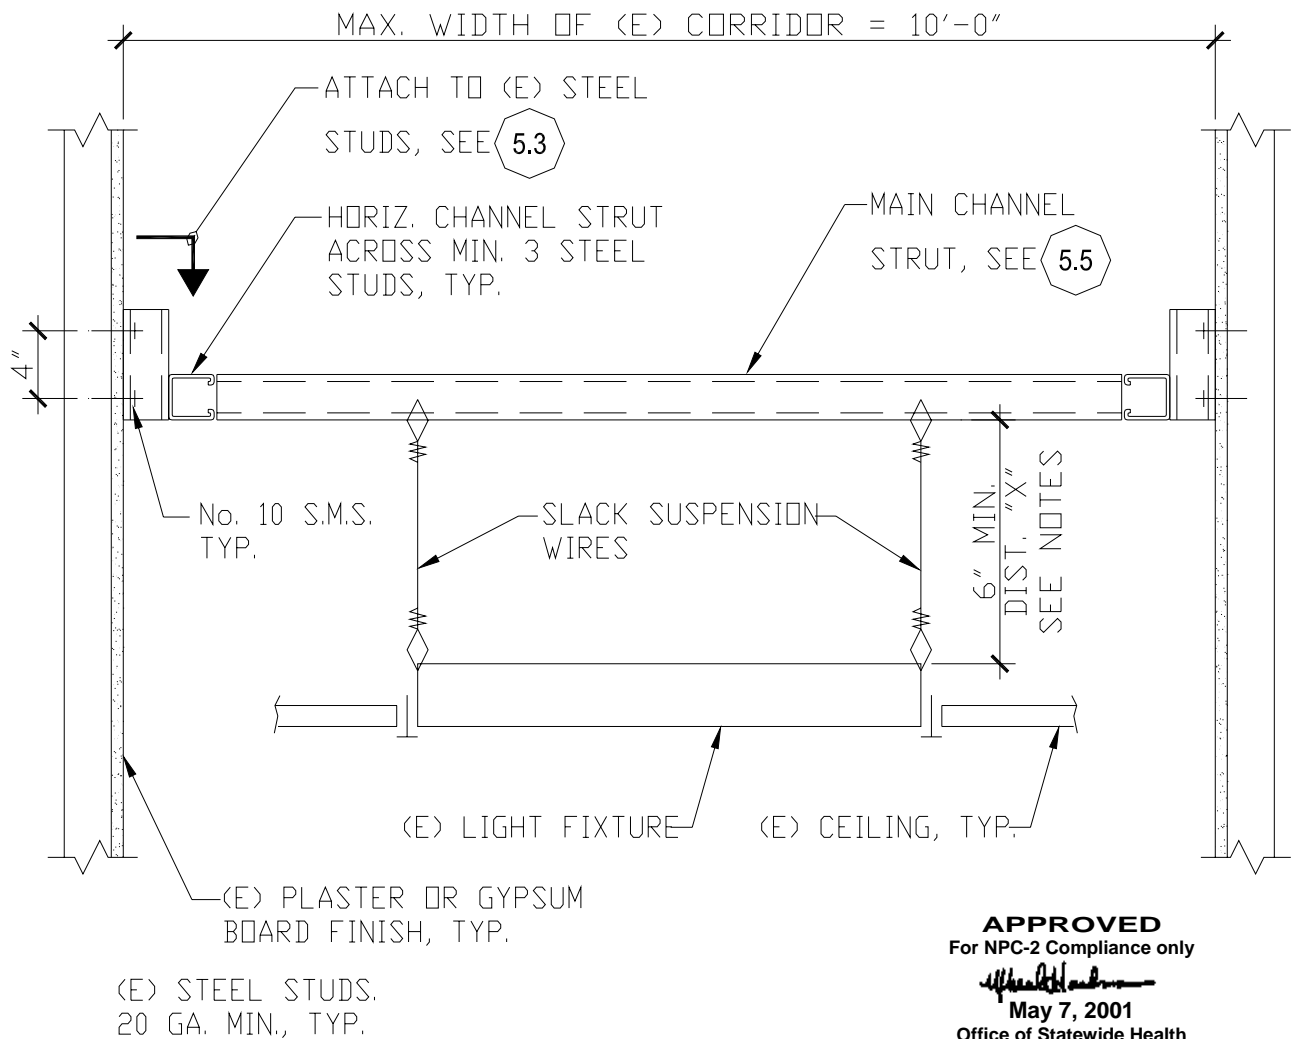 MAX. WIDTH OF (E) CORRIDOR = 10'-0"
ATTACH TO (E) STEEL
STUDS, SEE 5.3
HORIZ. CHANNEL STRUT
ACROSS MIN. 3 STEEL
STUDS, TYP.
MAIN CHANNEL
STRUT, SEE 5.5
4"
No. 10 S.M.S.
TYP.
SLACK SUSPENSION
WIRES
6" MIN.
DIST. "X"
SEE NOTES
(E) LIGHT FIXTURE
(E) CEILING, TYP.
(E) PLASTER OR GYPSUM
BOARD FINISH, TYP.
(E) STEEL STUDS.
20 GA. MIN., TYP.
APPROVED
For NPC-2 Compliance only
May 7, 2001
Office of Statewide Health